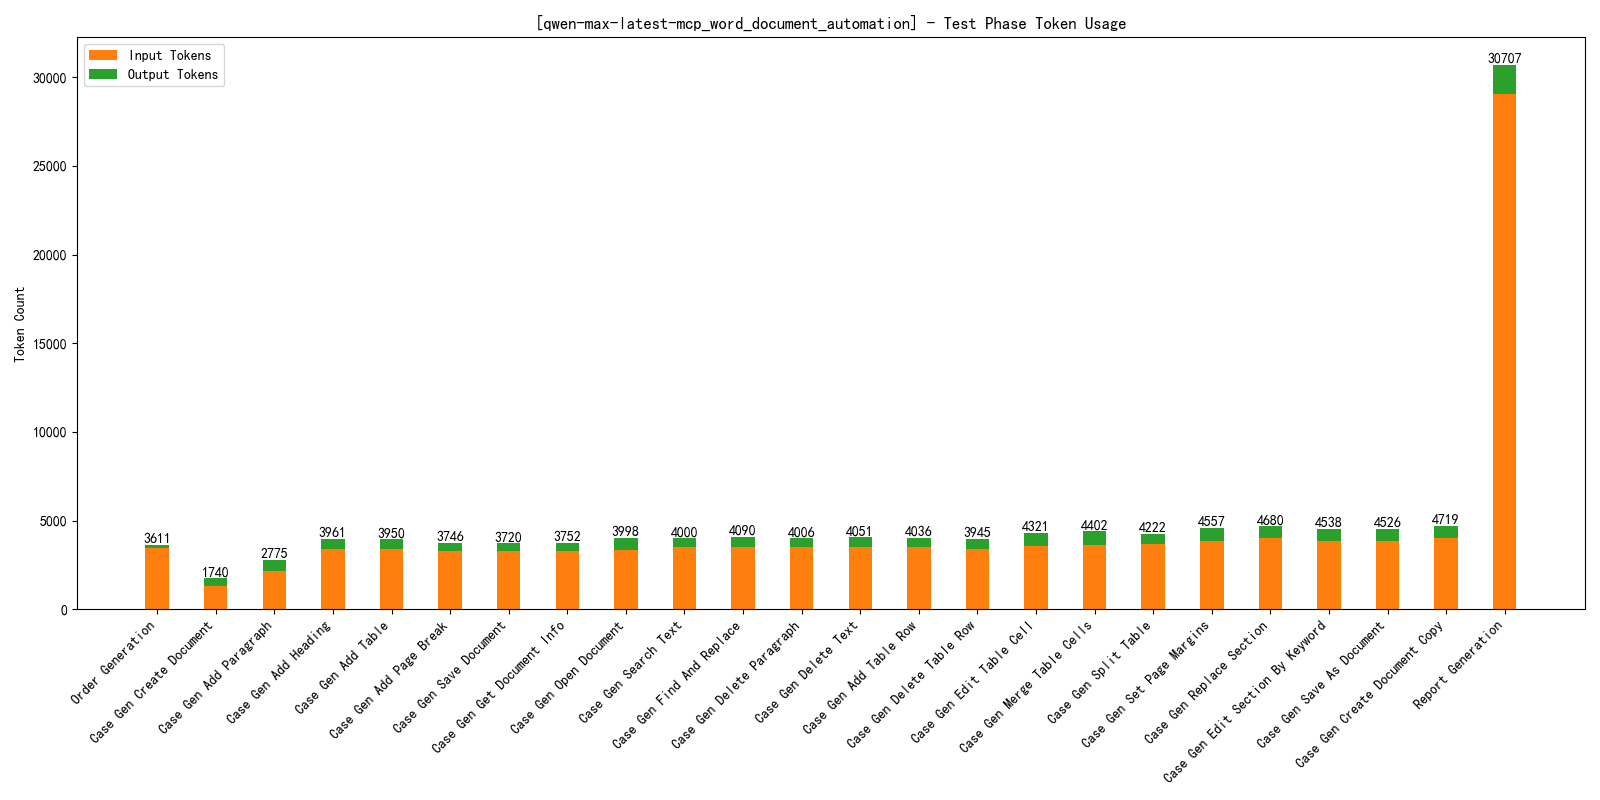 [qwen-max-latest-mcp_word_document_automation] - Test Phase Token Usage
Input Tokens
Output Tokens
Token Count
30000
25000
20000
15000
10000
5000
0
3611
1740
2775
3961
3950
3746
3720
3752
3998
4000
4090
4006
4051
4036
3945
4321
4402
4222
4557
4680
4538
4526
4719
30707
Order Generation
Case Gen Create Document
Case Gen Add Paragraph
Case Gen Add Heading
Case Gen Add Table
Case Gen Add Page Break
Case Gen Save Document
Case Gen Get Document Info
Case Gen Open Document
Case Gen Search Text
Case Gen Find And Replace
Case Gen Delete Paragraph
Case Gen Delete Text
Case Gen Add Table Row
Case Gen Delete Table Row
Case Gen Edit Table Cell
Case Gen Merge Table Cells
Case Gen Split Table
Case Gen Set Page Margins
Case Gen Replace Section
Case Gen Edit Section By Keyword
Case Gen Save As Document
Case Gen Create Document Copy
Report Generation